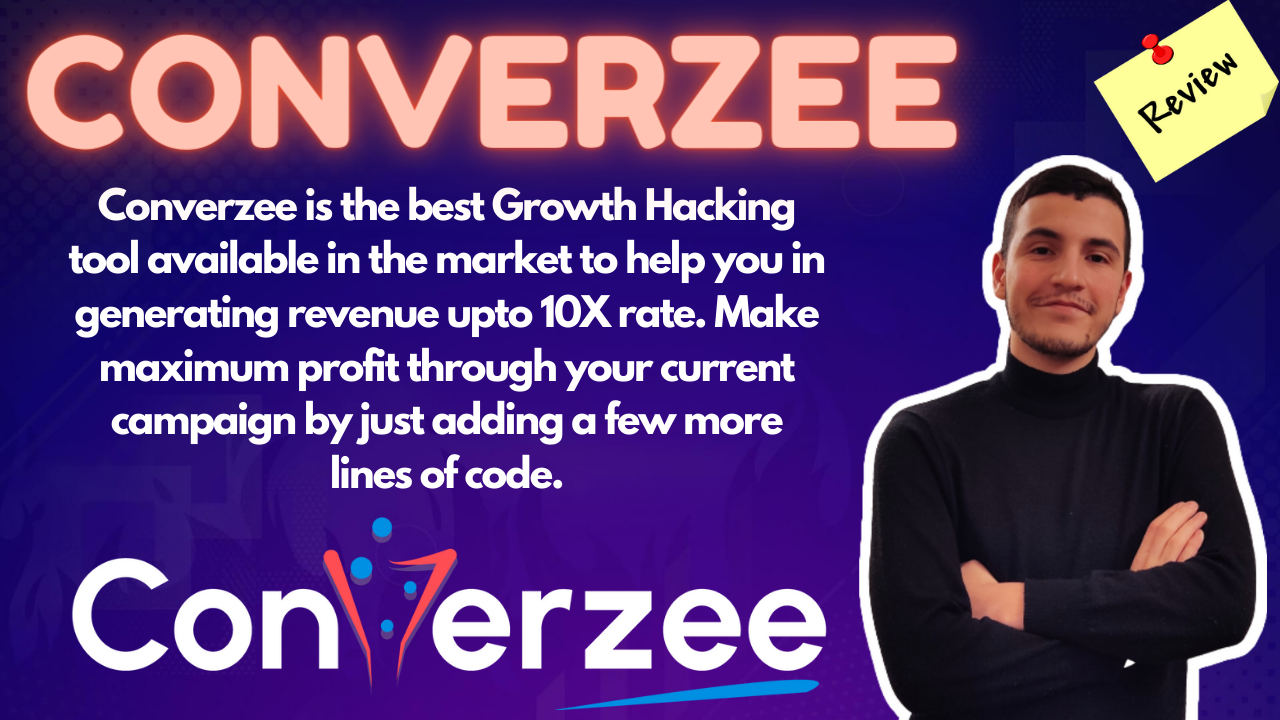 CONVERZEE
Review
Converzee is the best Growth Hacking
tool available in the market to help you in
generating revenue upto 10X rate. Make
maximum profit through your current
campaign by just adding a few more
lines of code.
Converzee